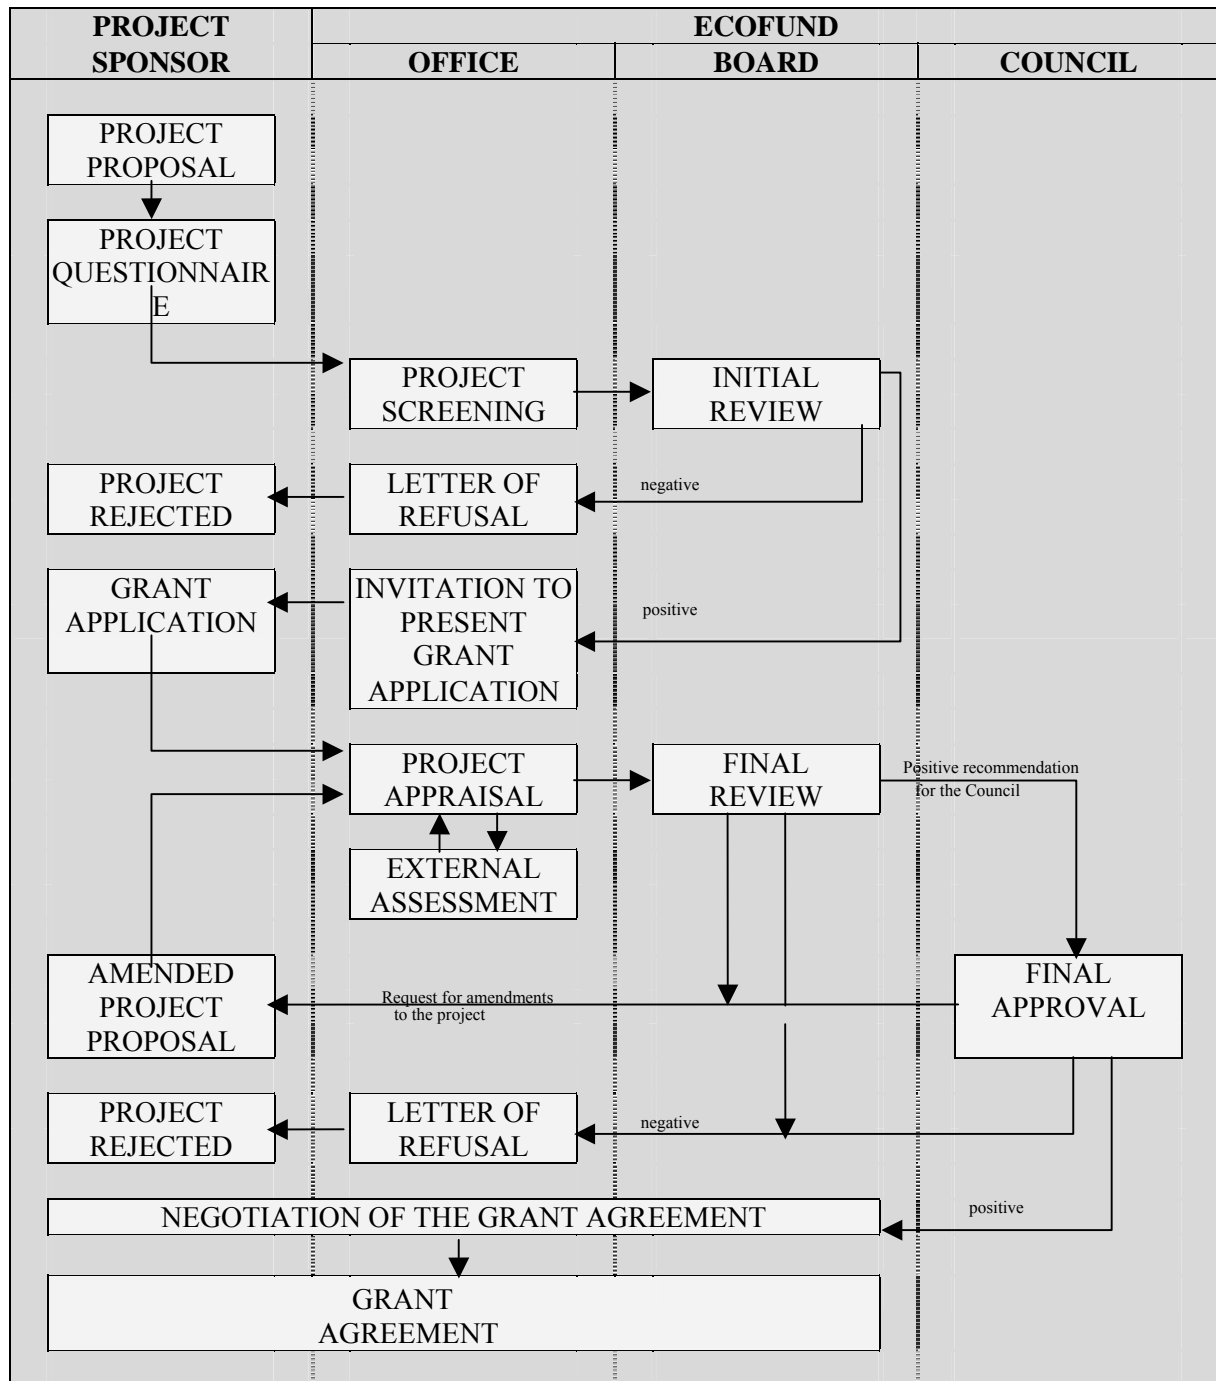 PROJECT
SPONSOR
ECOFUND
OFFICE
BOARD
COUNCIL
PROJECT
PROPOSAL
PROJECT
QUESTIONNAIR
E
PROJECT
SCREENING
INITIAL
REVIEW
PROJECT
REJECTED
LETTER OF
REFUSAL
negative
GRANT
APPLICATION
INVITATION TO
PRESENT
GRANT
APPLICATION
positive
PROJECT
APPRAISAL
FINAL
REVIEW
Positive recommendation
for the Council
EXTERNAL
ASSESSMENT
AMENDED
PROJECT
PROPOSAL
Request for amendments
to the project
FINAL
APPROVAL
PROJECT
REJECTED
LETTER OF
REFUSAL
negative
NEGOTIATION OF THE GRANT AGREEMENT
positive
GRANT
AGREEMENT